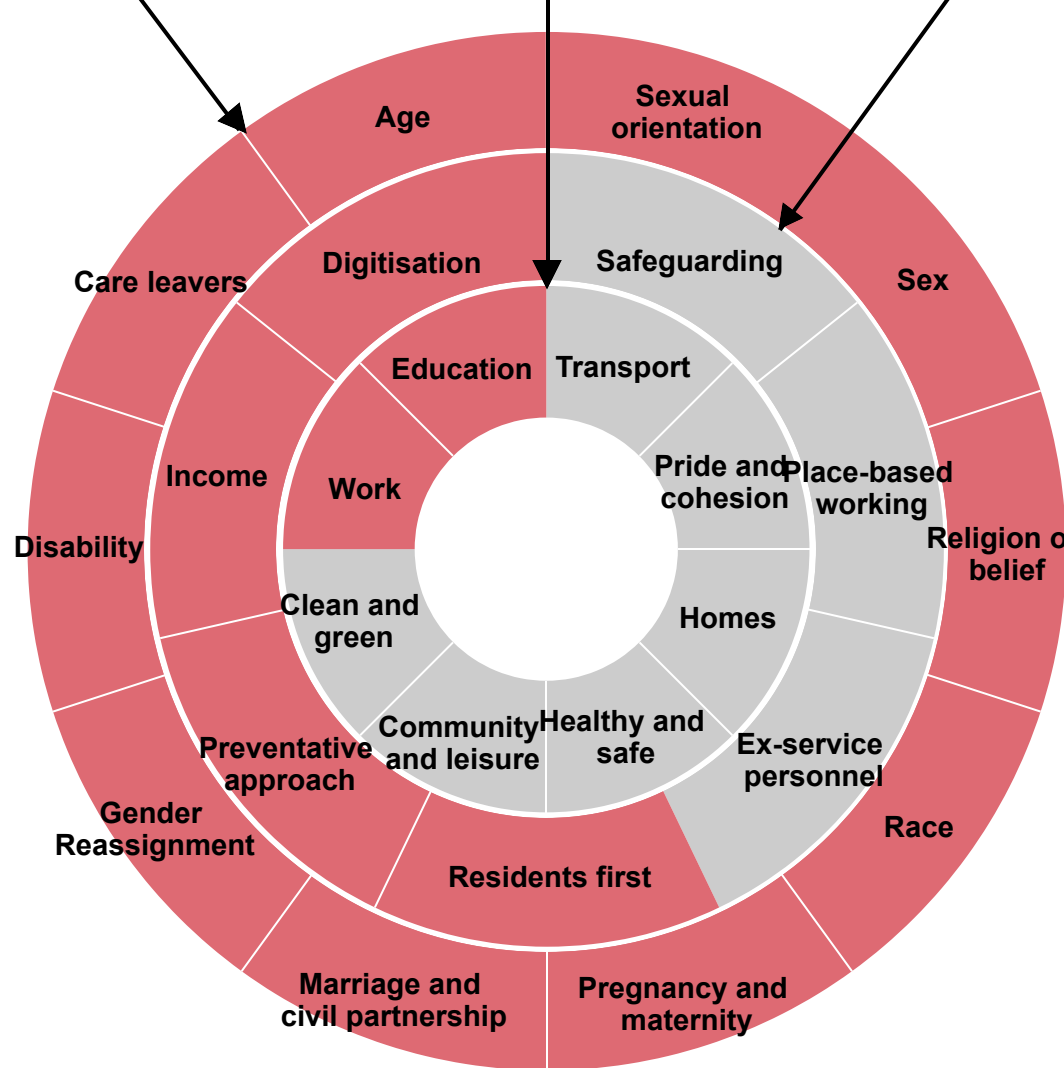 Age
Sexual
orientation
Care leavers
Digitisation
Safeguarding
Sex
Education
Transport
Income
Work
Pride and
cohesion
Place-based
working
Disability
Religion o
belief
Clean and
green
Homes
Preventative
approach
Community
and leisure
Healthy and
safe
Ex-service
personnel
Gender
Reassignment
Race
Residents first
Marriage and
civil partnership
Pregnancy and
maternity